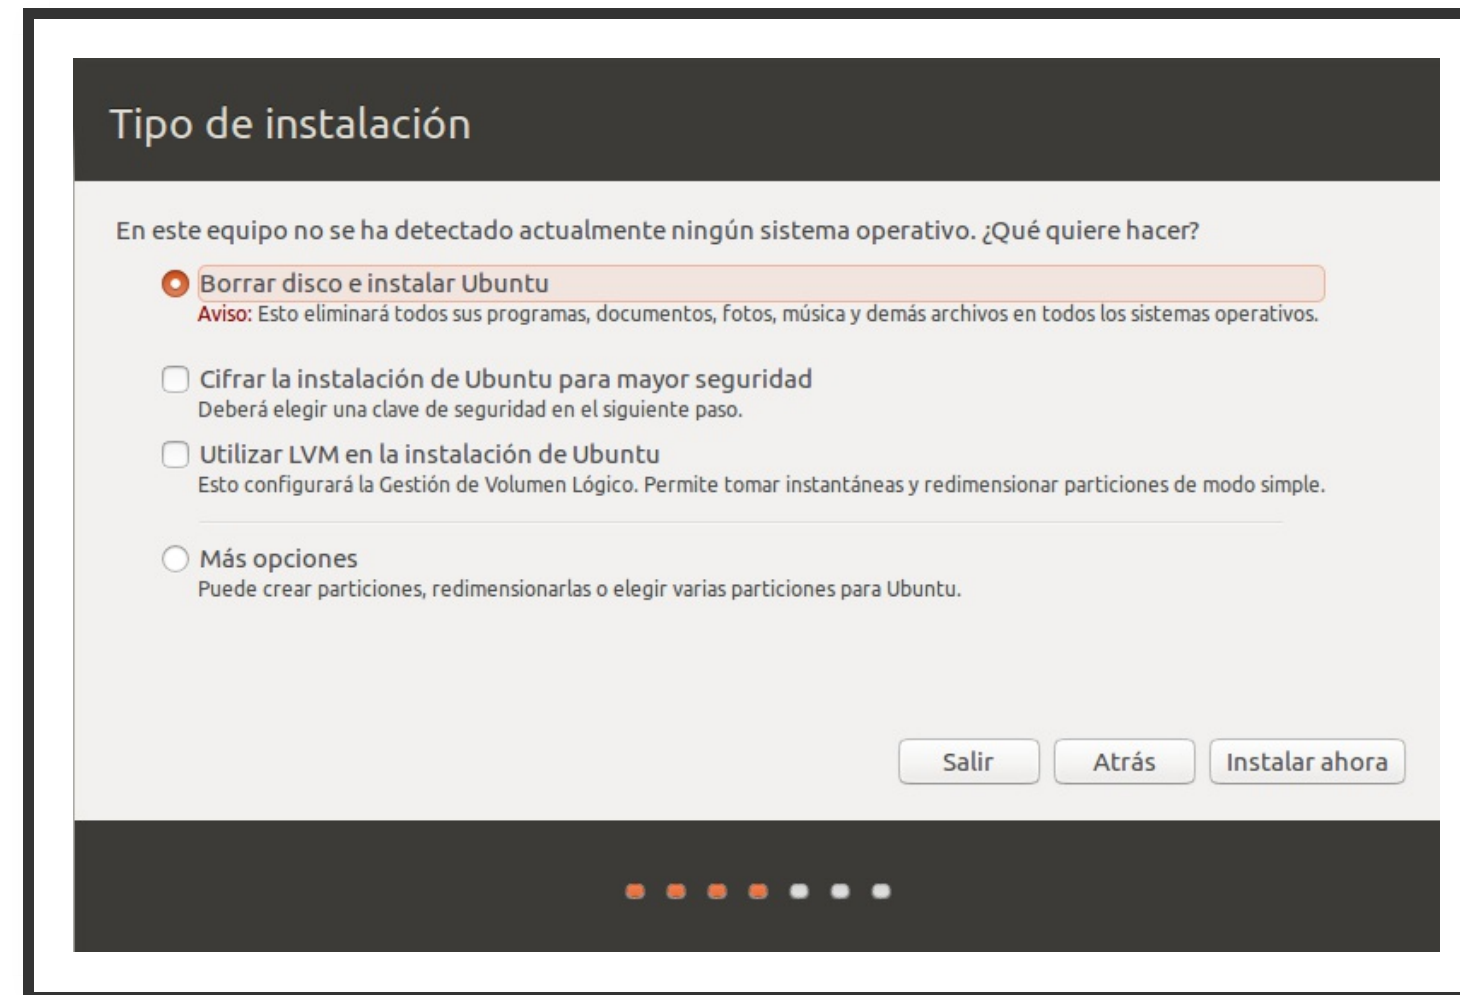 Tipo de instalación
En este equipo no se ha detectado actualmente ningún sistema operativo. ¿Qué quiere hacer?
Borrar disco e instalar Ubuntu
Aviso: Esto eliminará todos sus programas, documentos, fotos, música y demás archivos en todos los sistemas operativos.
Cifrar la instalación de Ubuntu para mayor seguridad
Deberá elegir una clave de seguridad en el siguiente paso.
Utilizar LVM en la instalación de Ubuntu
Esto configurará la Gestión de Volumen Lógico. Permite tomar instantáneas y redimensionar particiones de modo simple.
Más opciones
Puede crear particiones, redimensionarlas o elegir varias particiones para Ubuntu.
Salir Atrás Instalar ahora